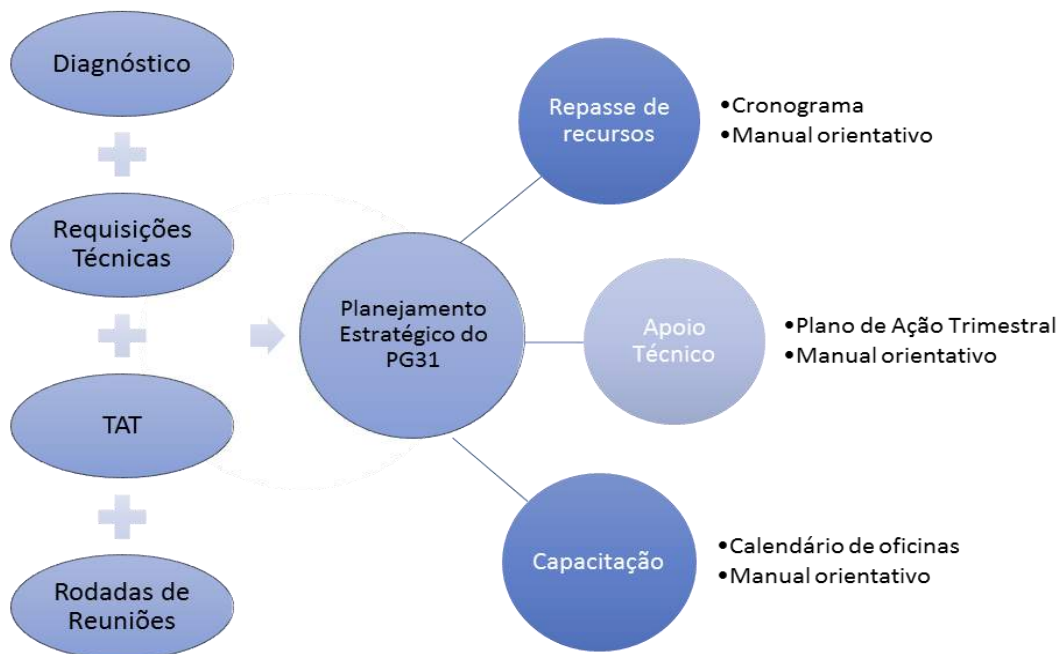 Diagnóstico
Requisições
Técnicas
TAT
Rodadas de
Reuniões
Planejamento
Estratégico do
PG31
Repasse de
recursos
•Cronograma
•Manual orientativo
Apoio
Técnico
•Plano de Ação Trimestral
•Manual orientativo
Capacitação
•Calendário de oficinas
•Manual orientativo